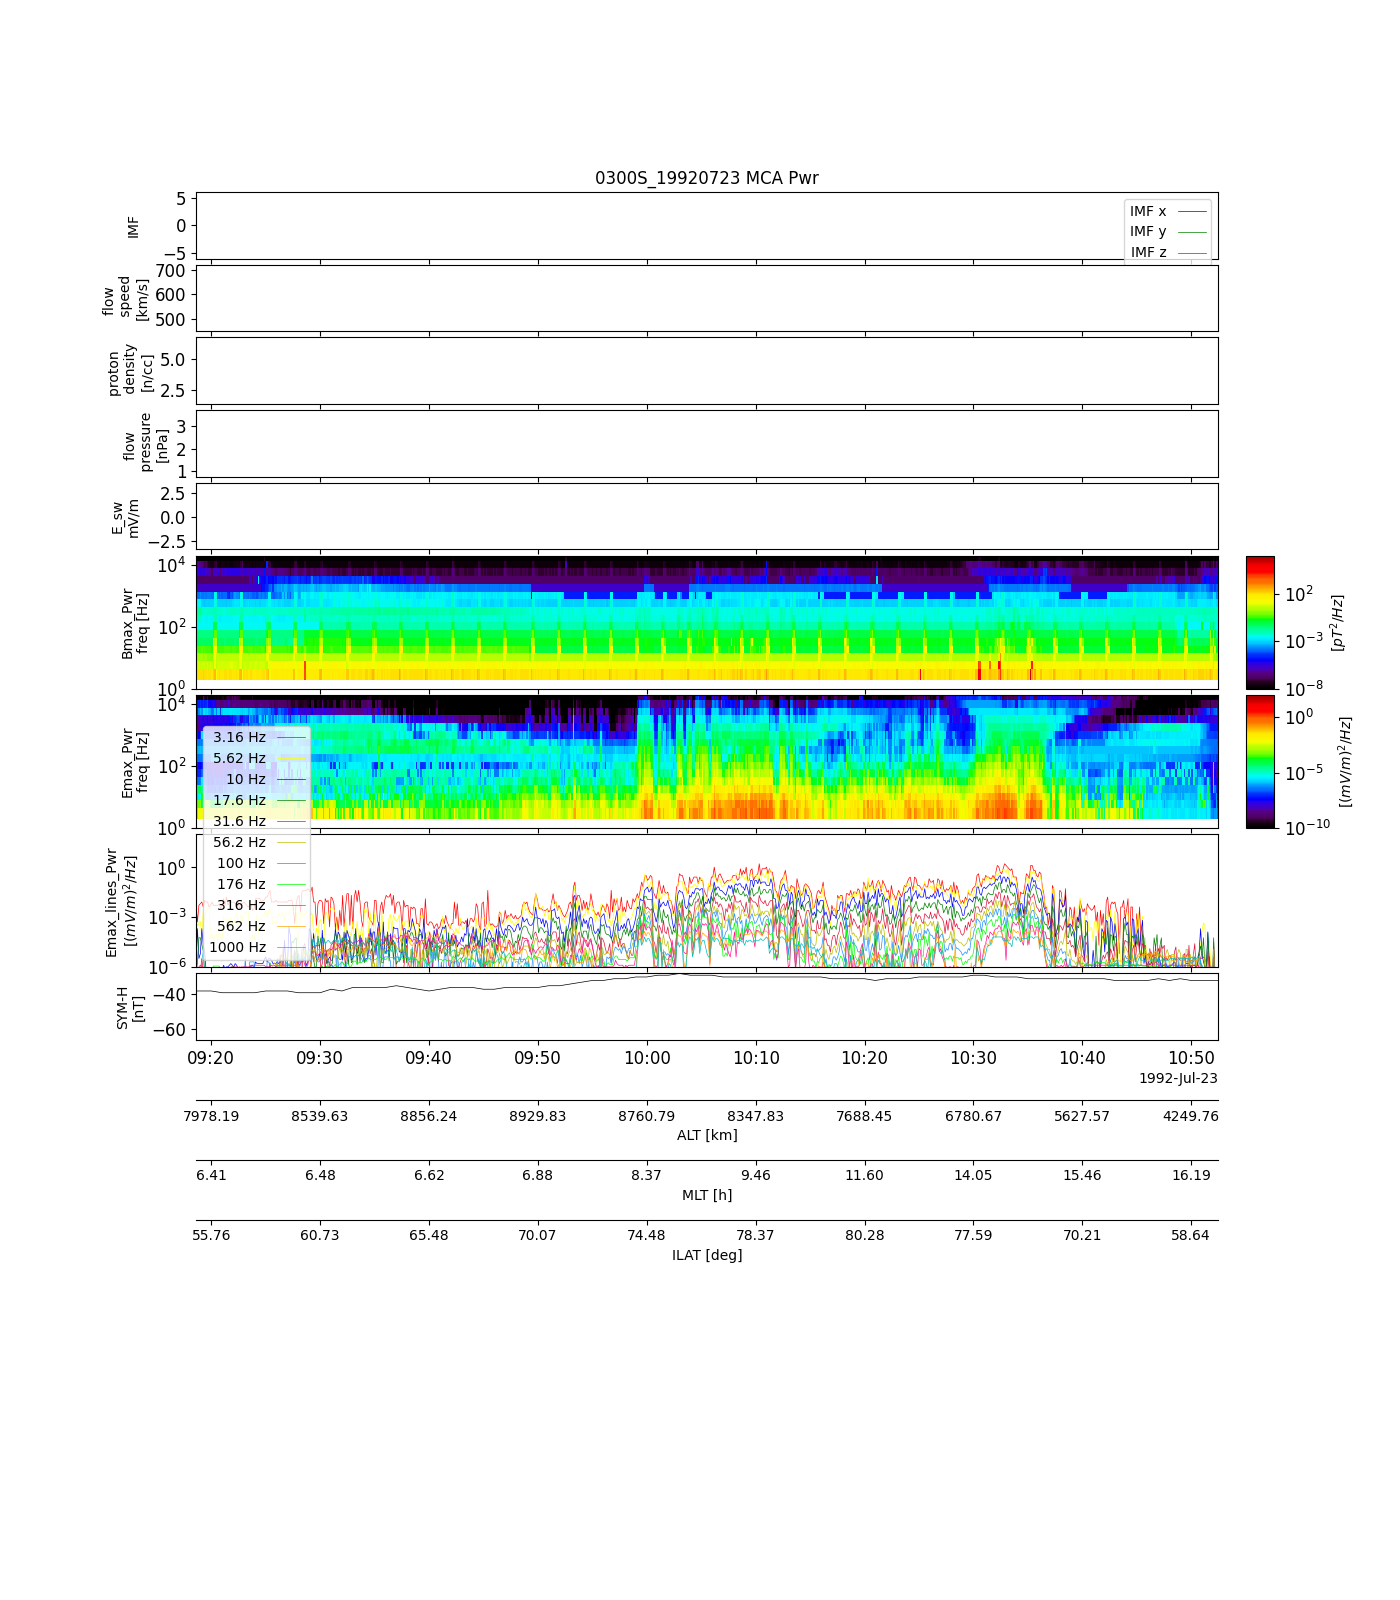 0300S_19920723 MCA Pwr
5
0
−5
IMF
IMF x
IMF y
IMF z
700
600
500
flow
speed
[km/s]
5.0
2.5
proton
density
[n/cc]
3
2
1
flow
pressure
[nPa]
2.5
0.0
−2.5
E_sw
mV/m
10^4
10^2
10^0
Bmax_Pwr
freq [Hz]
10^2
10^−3
10^−8
[pT^2/Hz]
10^4
10^2
10^0
Emax_Pwr
freq [Hz]
10^0
10^−5
10^−10
[(mV/m)^2/Hz]
3.16 Hz
5.62 Hz
10 Hz
17.6 Hz
31.6 Hz
56.2 Hz
100 Hz
176 Hz
316 Hz
562 Hz
1000 Hz
10^0
10^−3
10^−6
Emax_lines_Pwr
[(mV/m)^2/Hz]
−40
−60
SYM-H
[nT]
09:20 09:30 09:40 09:50 10:00 10:10 10:20 10:30 10:40 10:50
1992-Jul-23
7978.19 8539.63 8856.24 8929.83 8760.79 8347.83 7688.45 6780.67 5627.57 4249.76
ALT [km]
6.41 6.48 6.62 6.88 8.37 9.46 11.60 14.05 15.46 16.19
MLT [h]
55.76 60.73 65.48 70.07 74.48 78.37 80.28 77.59 70.21 58.64
ILAT [deg]